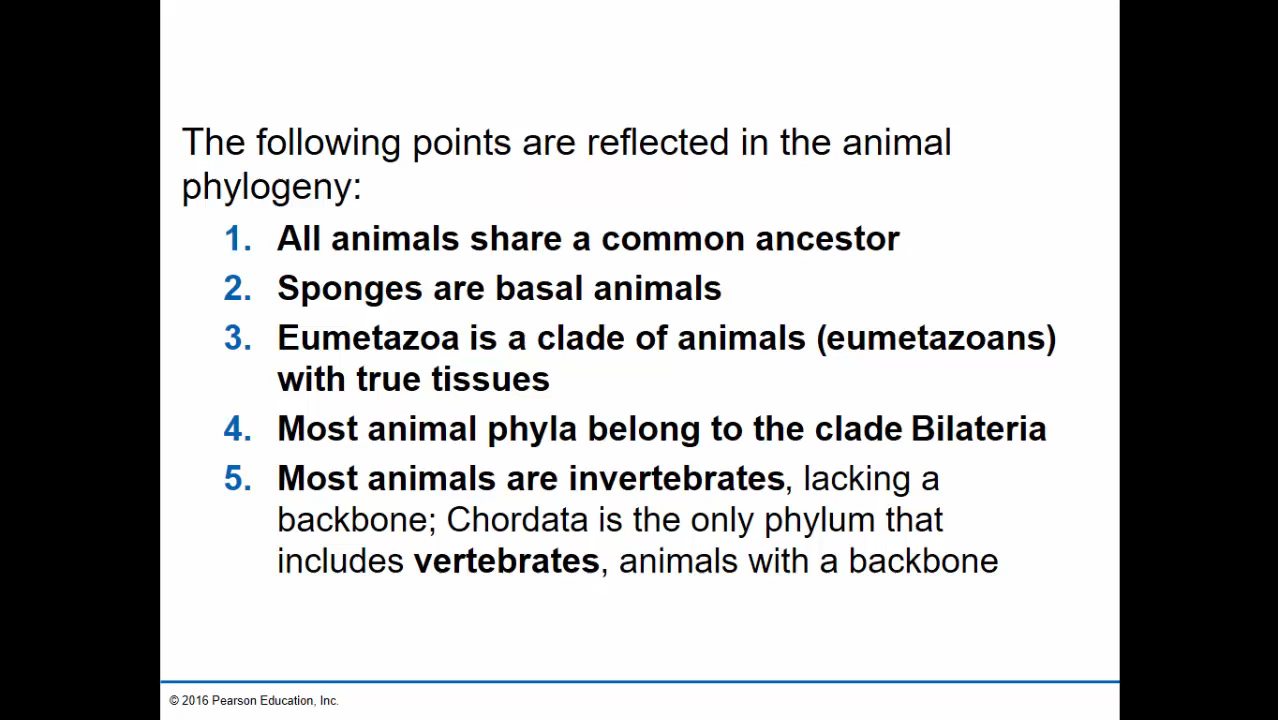 The following points are reflected in the animal
phylogeny:
1. All animals share a common ancestor
2. Sponges are basal animals
3. Eumetazoa is a clade of animals (eumetazoans)
with true tissues
4. Most animal phyla belong to the clade Bilateria
5. Most animals are invertebrates, lacking a
backbone; Chordata is the only phylum that
includes vertebrates, animals with a backbone
© 2016 Pearson Education, Inc.